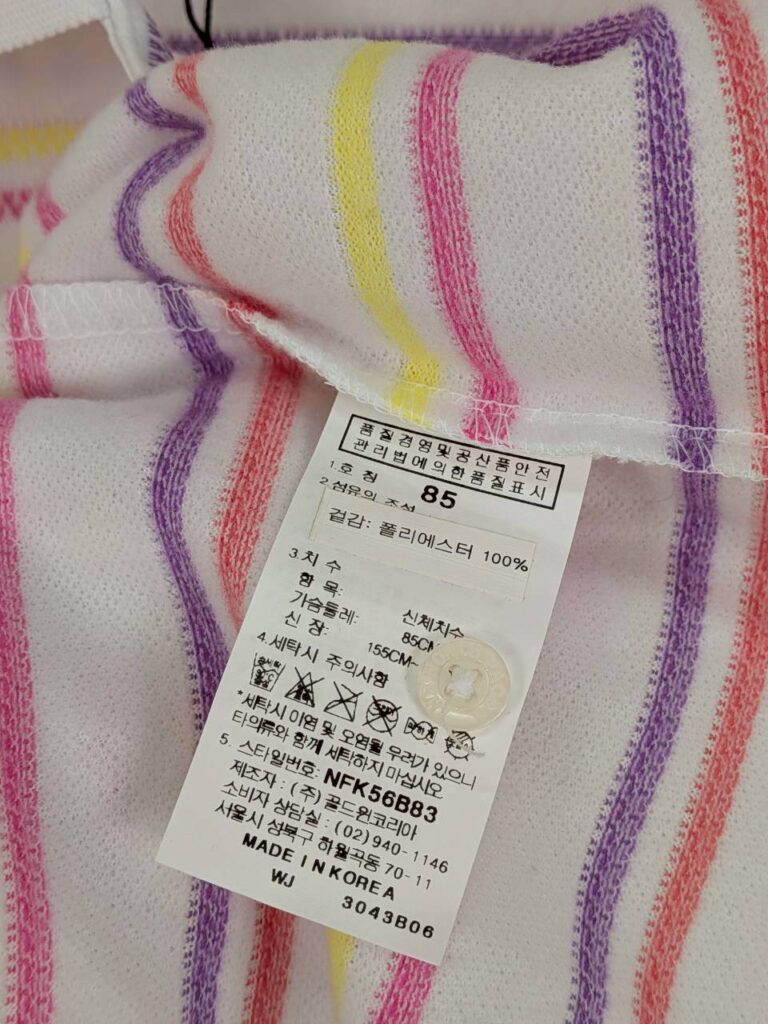 품질경영및공산품안전
관리법에의한품질표시
1.호 칭 85
2.섬유의 조성
겉감: 폴리에스터 100%
3.치 수
항 목: 신체치수
가슴둘레: 85CM
신 장: 155CM~
4.세탁시 주의사항
*세탁시 이염 및 오염될 우려가 있으니
타의류와 함께 세탁하지 마십시오
5. 스타일번호: NFK56B83
제조자 : (주) 골드윈코리아
소비자 상담실 : (02) 940-1146
서울시 성북구 하월곡동 70-11
MADE IN KOREA
WJ 3043B06